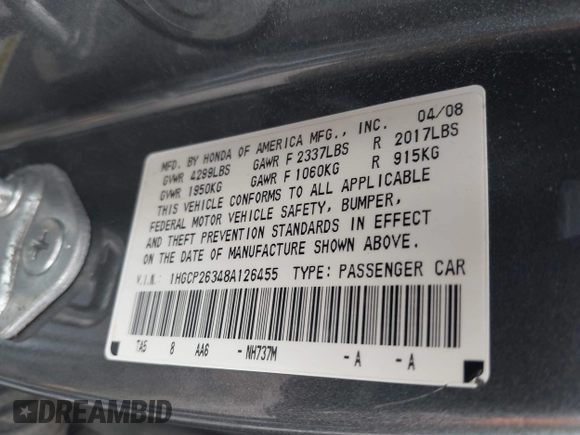 MFD. BY HONDA OF AMERICA MFG., INC. 04/08
GVWR 4299LBS GAWR F 2337LBS R 2017LBS
GVWR 1950KG GAWR F 1060KG R 915KG
THIS VEHICLE CONFORMS TO ALL APPLICABLE
FEDERAL MOTOR VEHICLE SAFETY, BUMPER,
AND THEFT PREVENTION STANDARDS IN EFFECT
ON THE DATE OF MANUFACTURE SHOWN ABOVE.
V.I.N.: 1HGCP26348A126455 TYPE: PASSENGER CAR
TA5 8 AA6 -NH737M -A -A
DREAMBID